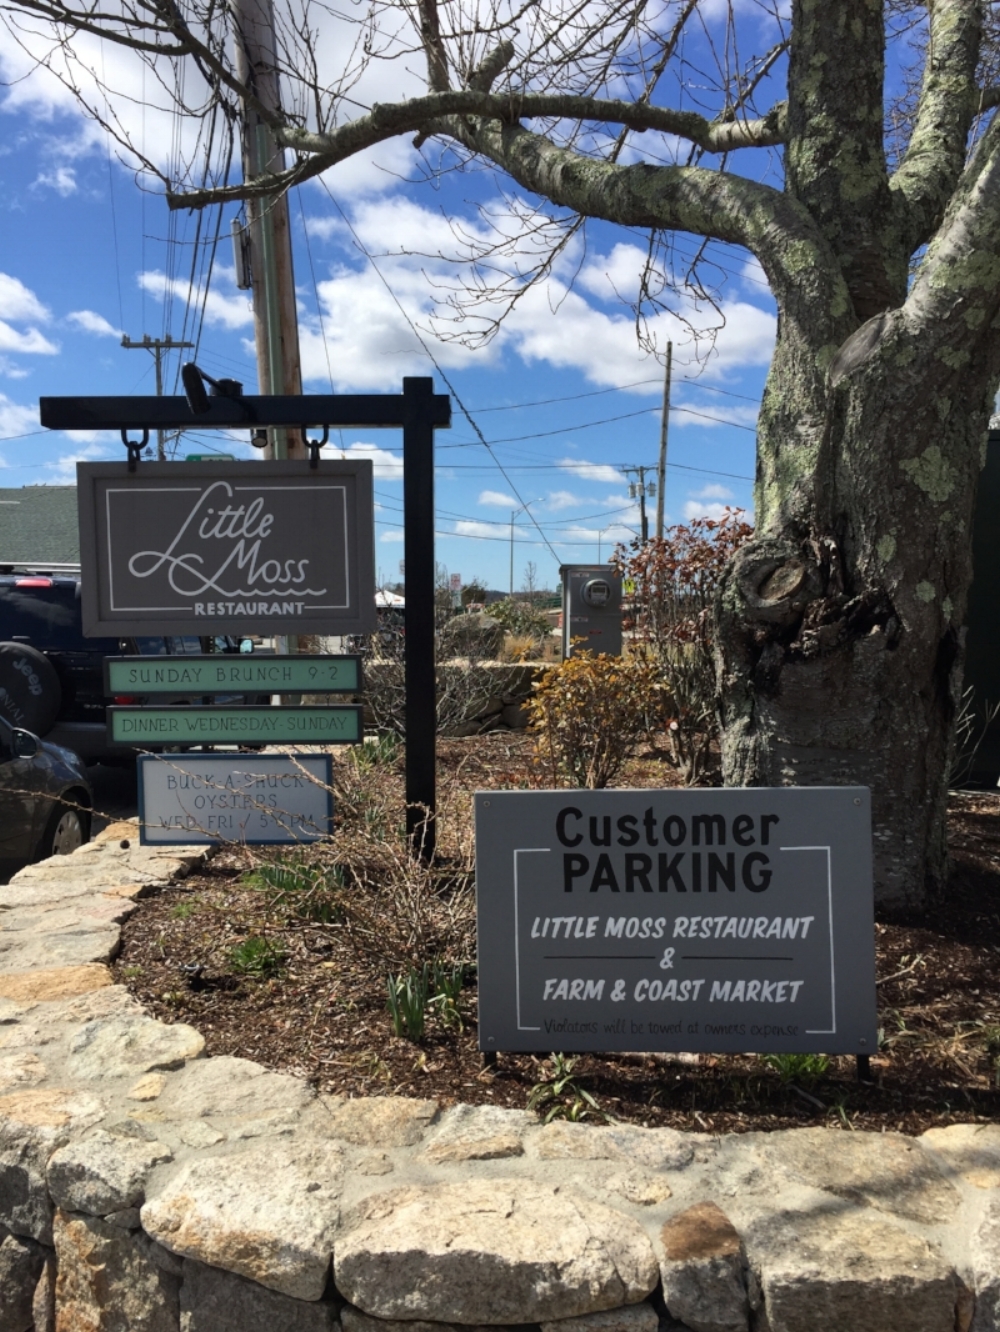 Little
Moss
RESTAURANT
SUNDAY BRUNCH 9-2
DINNER WEDNESDAY-SUNDAY
BUCK-A-SHUCK
OYSTERS
WED-FRI / 5-6PM
Jeep
Customer
PARKING
LITTLE MOSS RESTAURANT
&
FARM & COAST MARKET
Violators will be towed at owners expense